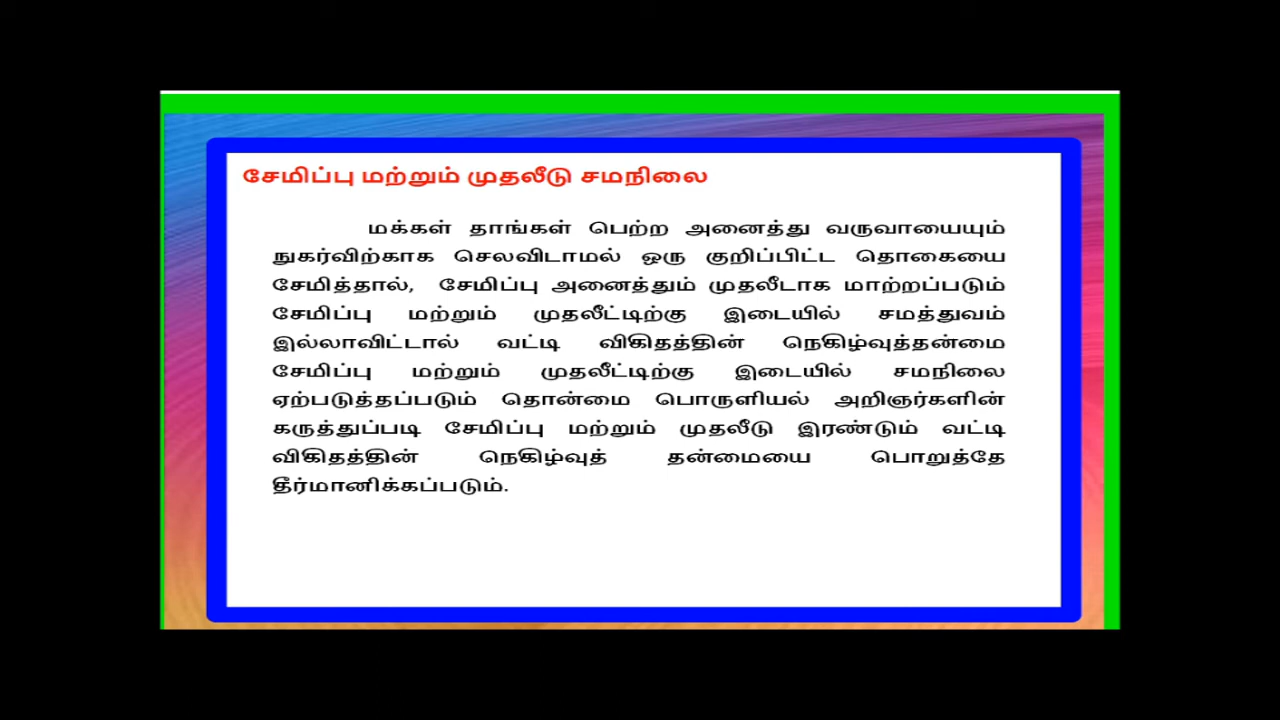 சேமிப்பு மற்றும் முதலீடு சமநிலை
மக்கள் தாங்கள் பெற்ற அனைத்து வருவாயையும்
நுகர்விற்காக செலவிடாமல் ஒரு குறிப்பிட்ட தொகையை
சேமித்தால், சேமிப்பு அனைத்தும் முதலீடாக மாற்றப்படும்
சேமிப்பு மற்றும் முதலீட்டிற்கு இடையில் சமத்துவம்
இல்லாவிட்டால் வட்டி விகிதத்தின் நெகிழ்வுத்தன்மை
சேமிப்பு மற்றும் முதலீட்டிற்கு இடையில் சமநிலை
ஏற்படுத்தப்படும் தொன்மை பொருளியல் அறிஞர்களின்
கருத்துப்படி சேமிப்பு மற்றும் முதலீடு இரண்டும் வட்டி
விகிதத்தின் நெகிழ்வுத் தன்மையை பொறுத்தே
தீர்மானிக்கப்படும்.